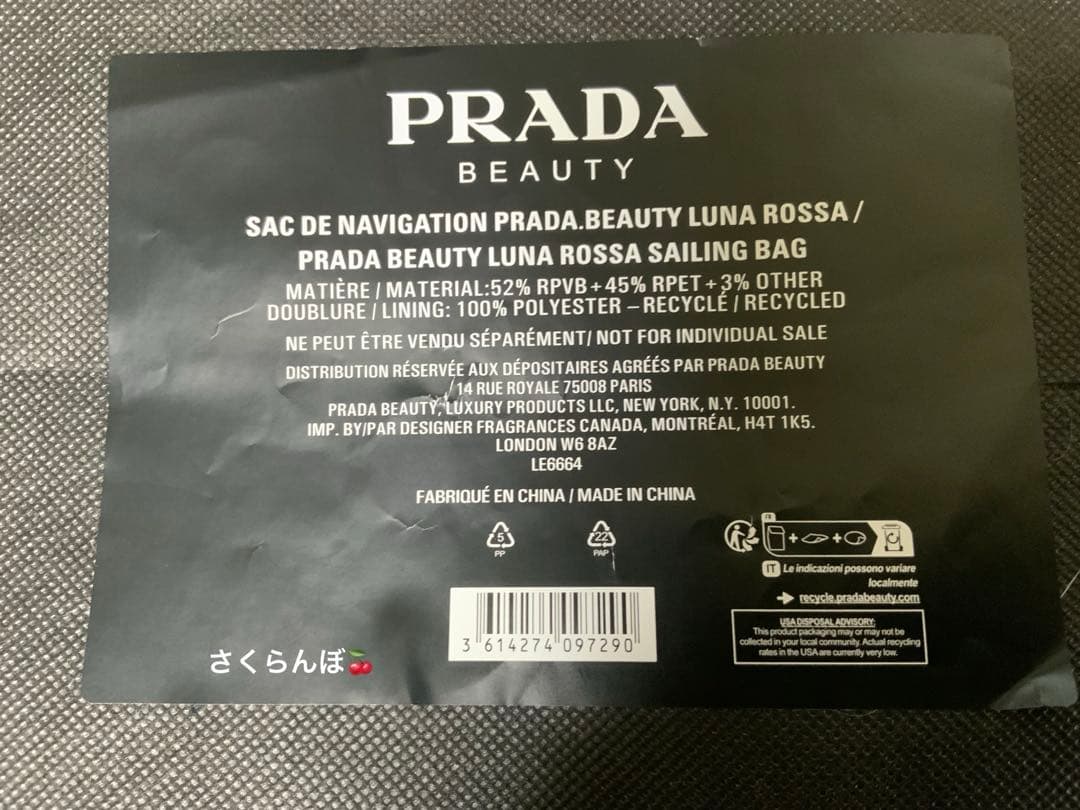 PRADA
BEAUTY
SAC DE NAVIGATION PRADA.BEAUTY LUNA ROSSA /
PRADA BEAUTY LUNA ROSSA SAILING BAG
MATIÈRE / MATERIAL:52% RPVB+45% RPET+3% OTHER
DOUBLURE / LINING: 100% POLYESTER – RECYCLÉ / RECYCLED
NE PEUT ÊTRE VENDU SÉPARÉMENT/ NOT FOR INDIVIDUAL SALE
DISTRIBUTION RÉSERVÉE AUX DÉPOSITAIRES AGRÉÉS PAR PRADA BEAUTY
/14 RUE ROYALE 75008 PARIS
PRADA BEAUTY, LUXURY PRODUCTS LLC, NEW YORK, N.Y. 10001.
IMP. BY/PAR DESIGNER FRAGRANCES CANADA, MONTRÉAL, H4T 1K5.
LONDON W6 8AZ
LE6664
FABRIQUÉ EN CHINA / MADE IN CHINA
5
PP
22
PAP
FR
+ +
IT Le indicazioni possono variare
localmente
recycle.pradabeauty.com
USA DISPOSAL ADVISORY:
This product packaging may or may not be
collected in your local community. Actual recycling
rates in the USA are currently very low.
3 614274 097290
さくらんぼ🍒